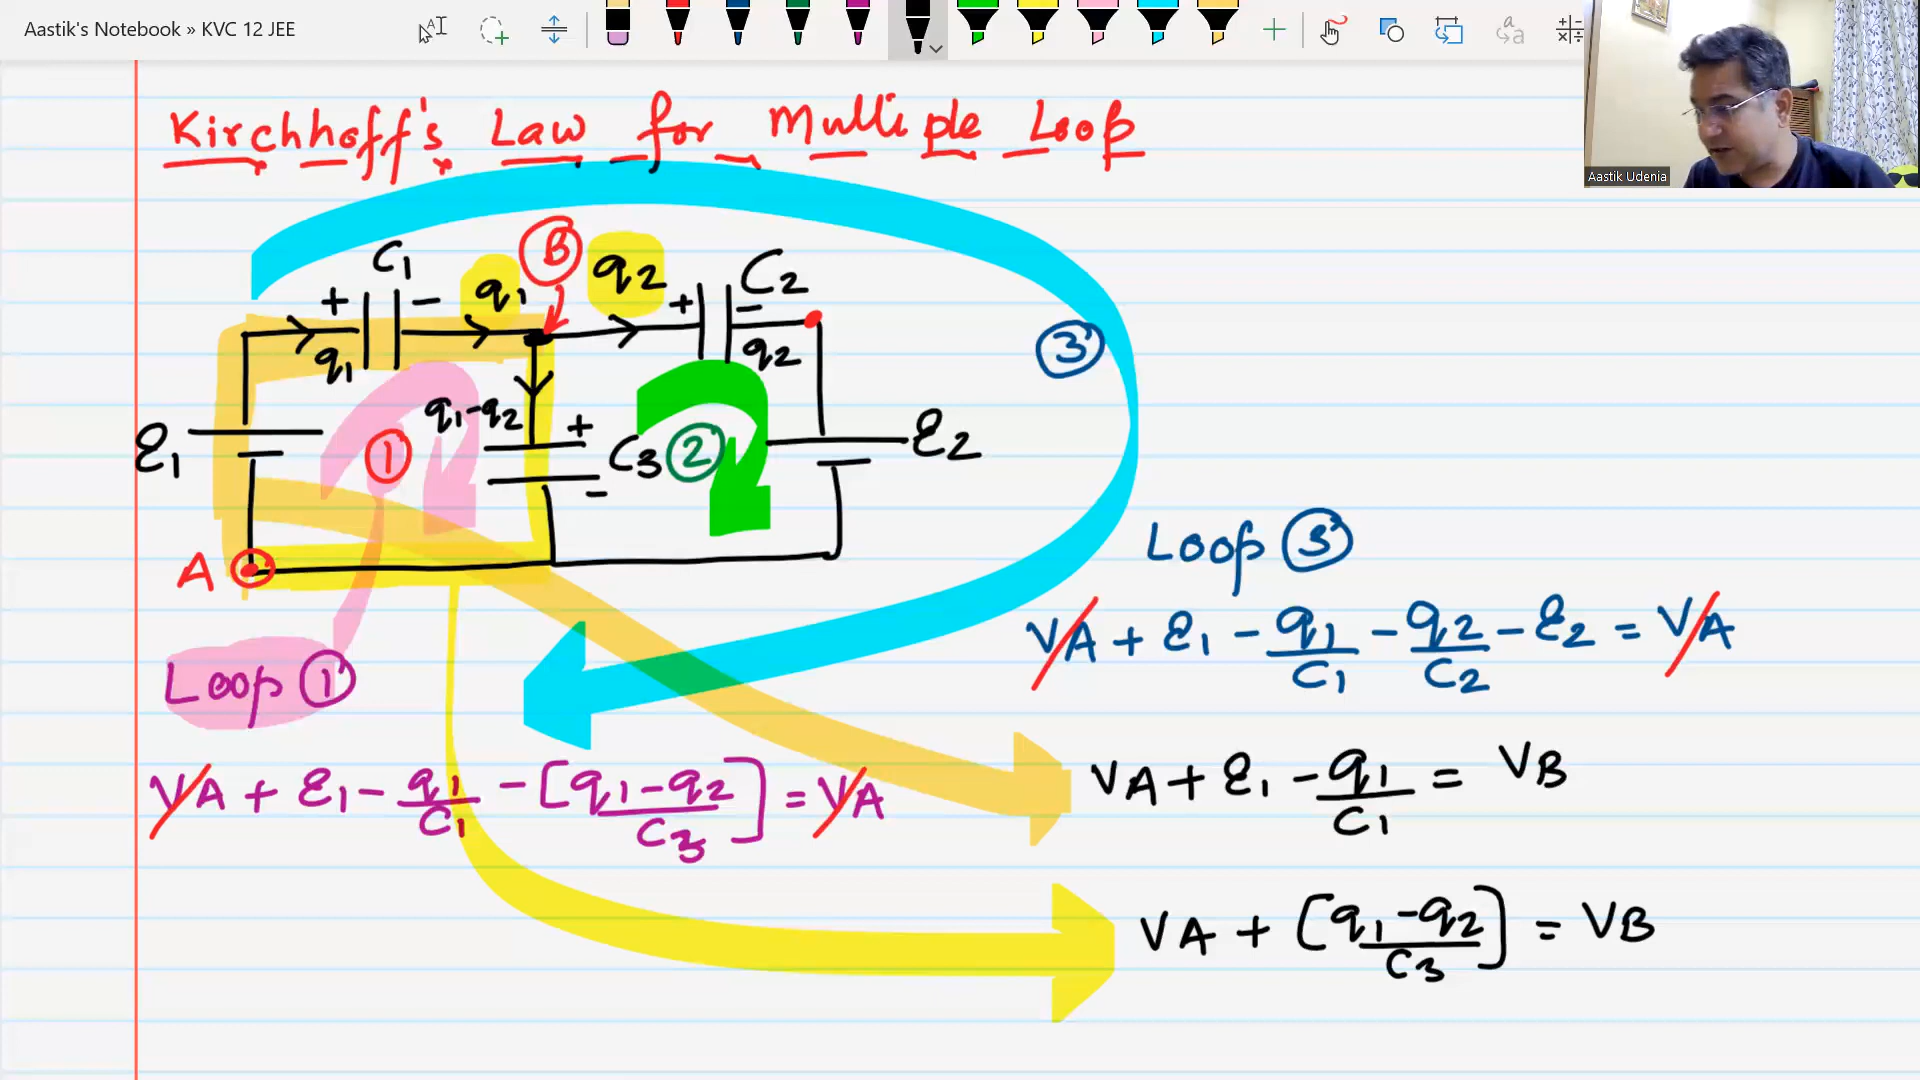 Aastik's Notebook » KVC 12 JEE
Aastik Udenia
Kirchhoff's Law for Multiple Loop
C1
+ −
q1
B
q2
+ −
C2
q1
q2
3
q1-q2
+
−
C3
ε1
1
2
ε2
A
Loop 3
VA + ε1 − q1/C1 − q2/C2 − ε2 = VA
Loop 1
VA + ε1 − q1/C1 − [q1−q2/C3] = VA
VA + ε1 − q1/C1 = VB
VA + [q1−q2/C3] = VB